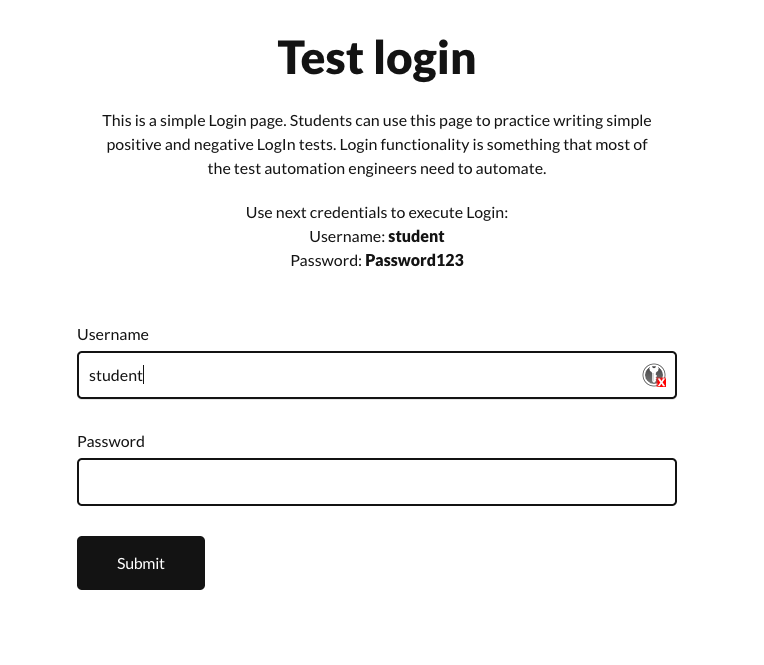 Test login
This is a simple Login page. Students can use this page to practice writing simple
positive and negative LogIn tests. Login functionality is something that most of
the test automation engineers need to automate.
Use next credentials to execute Login:
Username: student
Password: Password123
Username
student
Password
Submit